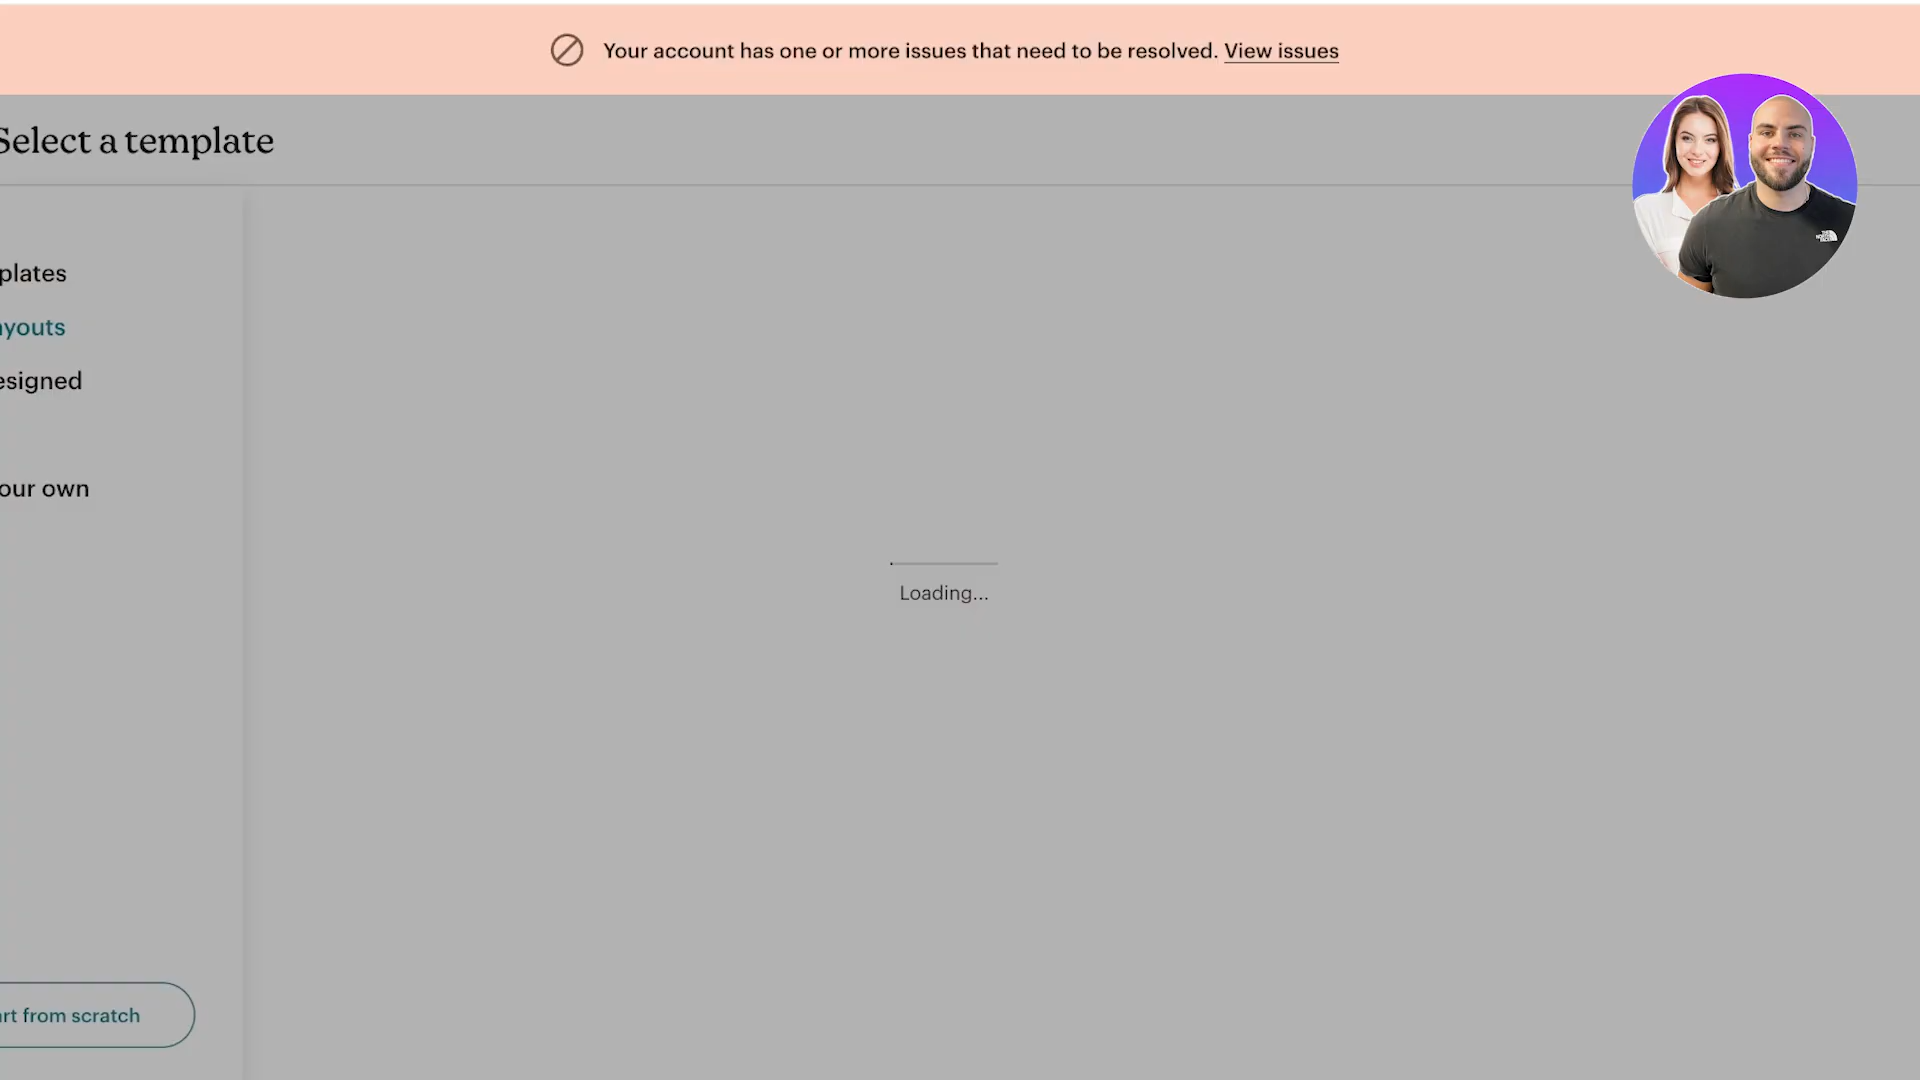 Your account has one or more issues that need to be resolved. View issues
Select a template
plates
youts
esigned
our own
Loading...
rt from scratch